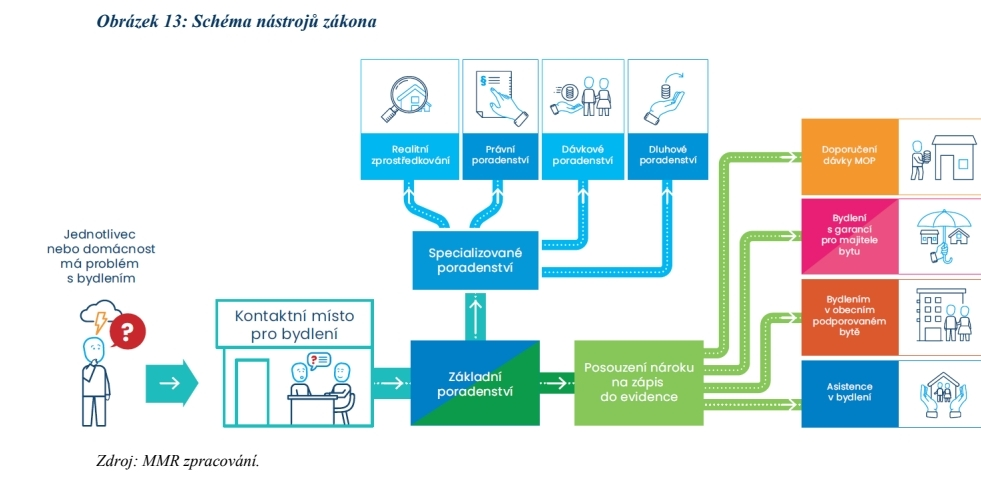 Obrázek 13: Schéma nástrojů zákona
Realitní
zprostředkování
Právní
poradenství
Dávkové
poradenství
Dluhové
poradenství
§
Specializované
poradenství
Jednotlivec
nebo domácnost
má problém
s bydlením
?
Kontaktní místo
pro bydlení
?
Základní
poradenství
Posouzení nároku
na zápis
do evidence
Doporučení
dávky MOP
Bydlení
s garancí
pro majitele
bytu
Bydlením
v obecním
podporovaném
bytě
Asistence
v bydlení
Zdroj: MMR zpracování.